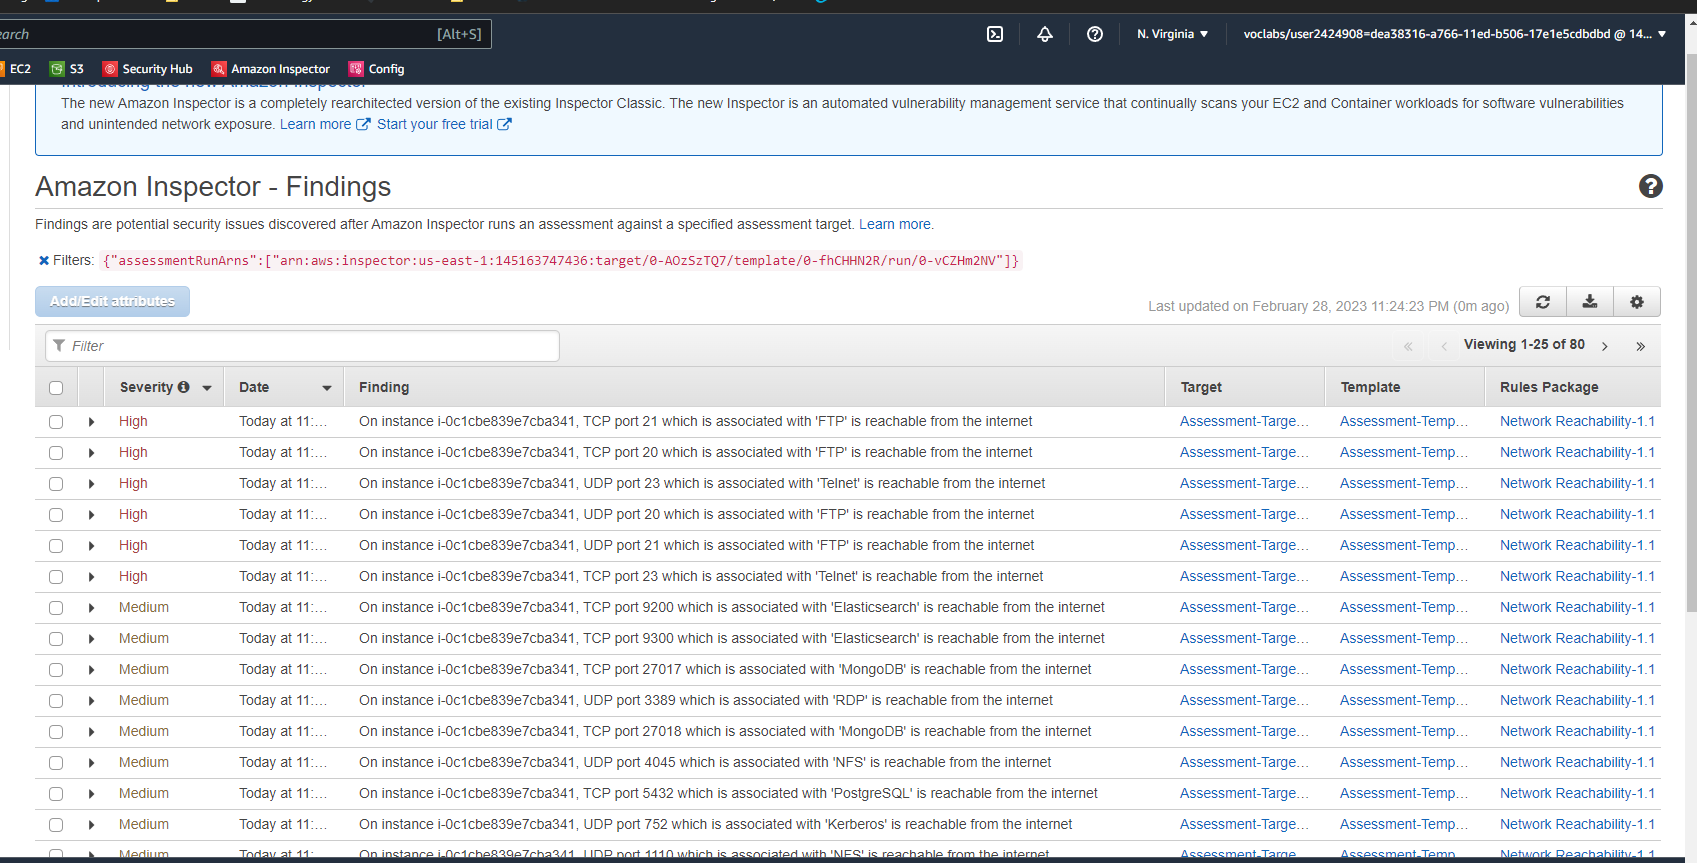 earch [Alt+S] N. Virginia ▼ voclabs/user2424908=dea38316-a766-11ed-b506-17e1e5cdbdbd @ 14... ▼
EC2 S3 Security Hub Amazon Inspector Config
Introducing the new Amazon Inspector
The new Amazon Inspector is a completely rearchitected version of the existing Inspector Classic. The new Inspector is an automated vulnerability management service that continually scans your EC2 and Container workloads for software vulnerabilities
and unintended network exposure. Learn more Start your free trial
Amazon Inspector - Findings
Findings are potential security issues discovered after Amazon Inspector runs an assessment against a specified assessment target. Learn more.
Filters: {"assessmentRunArns":["arn:aws:inspector:us-east-1:145163747436:target/0-AOzSzTQ7/template/0-fhCHHN2R/run/0-vCZHm2NV"]}
Add/Edit attributes Last updated on February 28, 2023 11:24:23 PM (0m ago)
Filter « ‹ Viewing 1-25 of 80 › »
Severity Date Finding Target Template Rules Package
High Today at 11:... On instance i-0c1cbe839e7cba341, TCP port 21 which is associated with 'FTP' is reachable from the internet Assessment-Targe... Assessment-Temp... Network Reachability-1.1
High Today at 11:... On instance i-0c1cbe839e7cba341, TCP port 20 which is associated with 'FTP' is reachable from the internet Assessment-Targe... Assessment-Temp... Network Reachability-1.1
High Today at 11:... On instance i-0c1cbe839e7cba341, UDP port 23 which is associated with 'Telnet' is reachable from the internet Assessment-Targe... Assessment-Temp... Network Reachability-1.1
High Today at 11:... On instance i-0c1cbe839e7cba341, UDP port 20 which is associated with 'FTP' is reachable from the internet Assessment-Targe... Assessment-Temp... Network Reachability-1.1
High Today at 11:... On instance i-0c1cbe839e7cba341, UDP port 21 which is associated with 'FTP' is reachable from the internet Assessment-Targe... Assessment-Temp... Network Reachability-1.1
High Today at 11:... On instance i-0c1cbe839e7cba341, TCP port 23 which is associated with 'Telnet' is reachable from the internet Assessment-Targe... Assessment-Temp... Network Reachability-1.1
Medium Today at 11:... On instance i-0c1cbe839e7cba341, TCP port 9200 which is associated with 'Elasticsearch' is reachable from the internet Assessment-Targe... Assessment-Temp... Network Reachability-1.1
Medium Today at 11:... On instance i-0c1cbe839e7cba341, TCP port 9300 which is associated with 'Elasticsearch' is reachable from the internet Assessment-Targe... Assessment-Temp... Network Reachability-1.1
Medium Today at 11:... On instance i-0c1cbe839e7cba341, TCP port 27017 which is associated with 'MongoDB' is reachable from the internet Assessment-Targe... Assessment-Temp... Network Reachability-1.1
Medium Today at 11:... On instance i-0c1cbe839e7cba341, UDP port 3389 which is associated with 'RDP' is reachable from the internet Assessment-Targe... Assessment-Temp... Network Reachability-1.1
Medium Today at 11:... On instance i-0c1cbe839e7cba341, TCP port 27018 which is associated with 'MongoDB' is reachable from the internet Assessment-Targe... Assessment-Temp... Network Reachability-1.1
Medium Today at 11:... On instance i-0c1cbe839e7cba341, UDP port 4045 which is associated with 'NFS' is reachable from the internet Assessment-Targe... Assessment-Temp... Network Reachability-1.1
Medium Today at 11:... On instance i-0c1cbe839e7cba341, TCP port 5432 which is associated with 'PostgreSQL' is reachable from the internet Assessment-Targe... Assessment-Temp... Network Reachability-1.1
Medium Today at 11:... On instance i-0c1cbe839e7cba341, UDP port 752 which is associated with 'Kerberos' is reachable from the internet Assessment-Targe... Assessment-Temp... Network Reachability-1.1
Medium Today at 11:... On instance i-0c1cbe839e7cba341, UDP port 1110 which is associated with 'NFS' is reachable from the internet Assessment-Targe... Assessment-Temp... Network Reachability-1.1